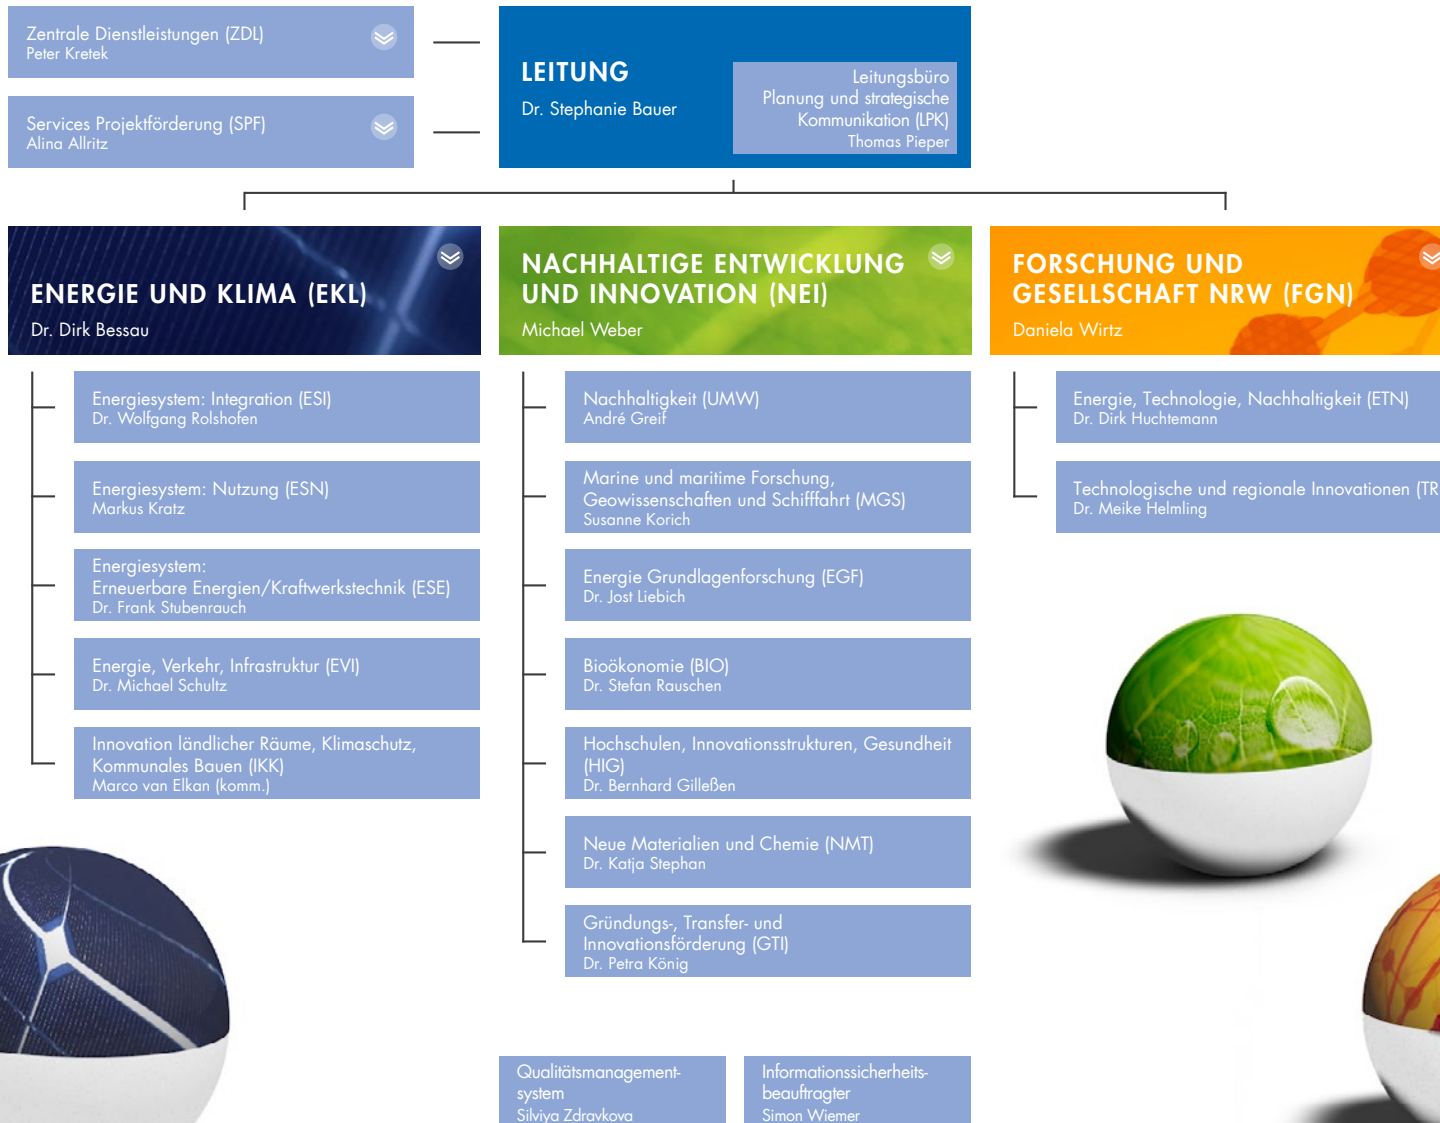 Zentrale Dienstleistungen (ZDL)
Peter Kretek
Services Projektförderung (SPF)
Alina Allritz
LEITUNG
Dr. Stephanie Bauer
Leitungsbüro
Planung und strategische
Kommunikation (LPK)
Thomas Pieper
ENERGIE UND KLIMA (EKL)
Dr. Dirk Bessau
Energiesystem: Integration (ESI)
Dr. Wolfgang Rolshofen
Energiesystem: Nutzung (ESN)
Markus Kratz
Energiesystem:
Erneuerbare Energien/Kraftwerkstechnik (ESE)
Dr. Frank Stubenrauch
Energie, Verkehr, Infrastruktur (EVI)
Dr. Michael Schultz
Innovation ländlicher Räume, Klimaschutz,
Kommunales Bauen (IKK)
Marco van Elkan (komm.)
NACHHALTIGE ENTWICKLUNG
UND INNOVATION (NEI)
Michael Weber
Nachhaltigkeit (UMW)
André Greif
Marine und maritime Forschung,
Geowissenschaften und Schifffahrt (MGS)
Susanne Korich
Energie Grundlagenforschung (EGF)
Dr. Jost Liebich
Bioökonomie (BIO)
Dr. Stefan Rauschen
Hochschulen, Innovationsstrukturen, Gesundheit
(HIG)
Dr. Bernhard Gilleßen
Neue Materialien und Chemie (NMT)
Dr. Katja Stephan
Gründungs-, Transfer- und
Innovationsförderung (GTI)
Dr. Petra König
FORSCHUNG UND
GESELLSCHAFT NRW (FGN)
Daniela Wirtz
Energie, Technologie, Nachhaltigkeit (ETN)
Dr. Dirk Huchtemann
Technologische und regionale Innovationen (TR
Dr. Meike Helmling
Qualitätsmanagement-
system
Silviya Zdravkova
Informationssicherheits-
beauftragter
Simon Wiemer